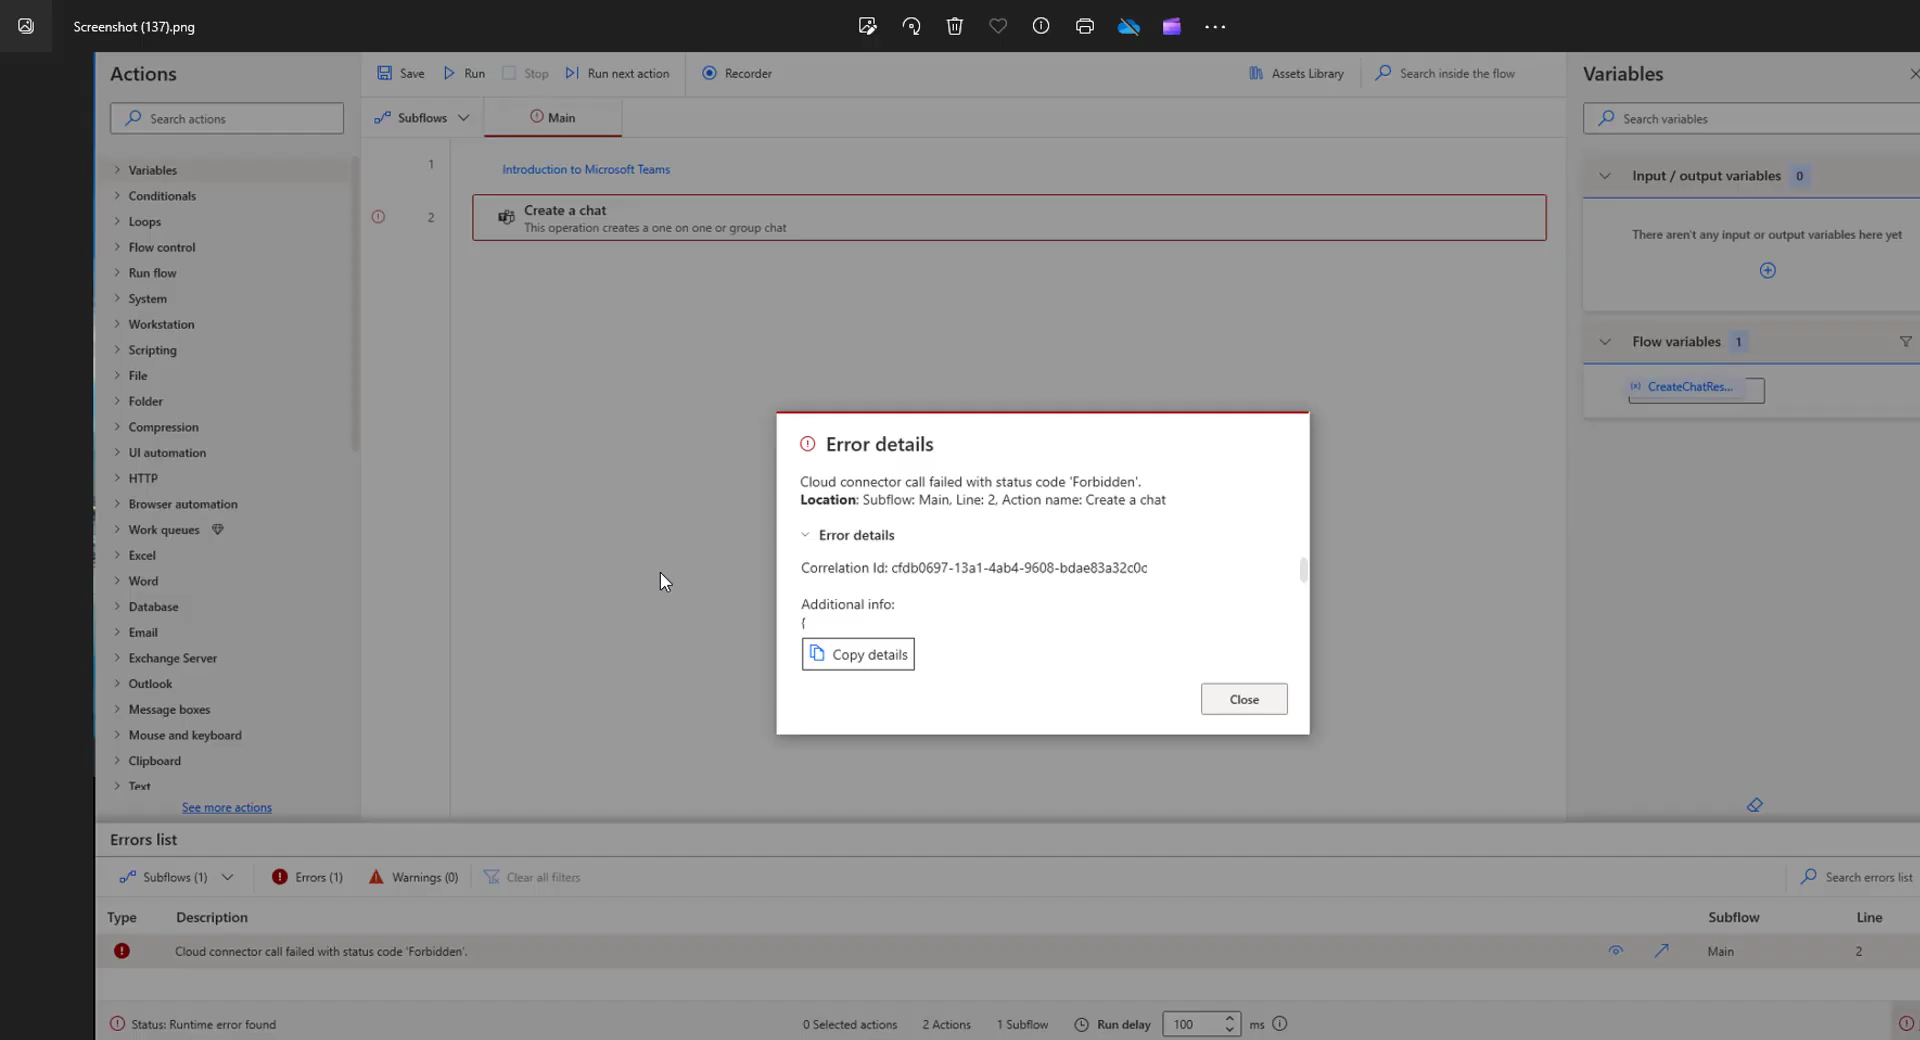 Screenshot (137).png
Actions
Save
Run
Stop
Run next action
Recorder
Assets Library
Search inside the flow
Variables
Search actions
Subflows
Main
Search variables
Variables
Conditionals
Loops
Flow control
Run flow
System
Workstation
Scripting
File
Folder
Compression
UI automation
HTTP
Browser automation
Work queues
Excel
Word
Database
Email
Exchange Server
Outlook
Message boxes
Mouse and keyboard
Clipboard
Text
See more actions
1
Introduction to Microsoft Teams
2
Create a chat
This operation creates a one on one or group chat
Input / output variables 0
There aren't any input or output variables here yet
Flow variables 1
(x) CreateChatRes...
Error details
Cloud connector call failed with status code 'Forbidden'.
Location: Subflow: Main, Line: 2, Action name: Create a chat
Error details
Correlation Id: cfdb0697-13a1-4ab4-9608-bdae83a32c0c
Additional info:
{
Copy details
Close
Errors list
Subflows (1)
Errors (1)
Warnings (0)
Clear all filters
Search errors list
Type
Description
Subflow
Line
Cloud connector call failed with status code 'Forbidden'.
Main
2
Status: Runtime error found
0 Selected actions
2 Actions
1 Subflow
Run delay
100
ms